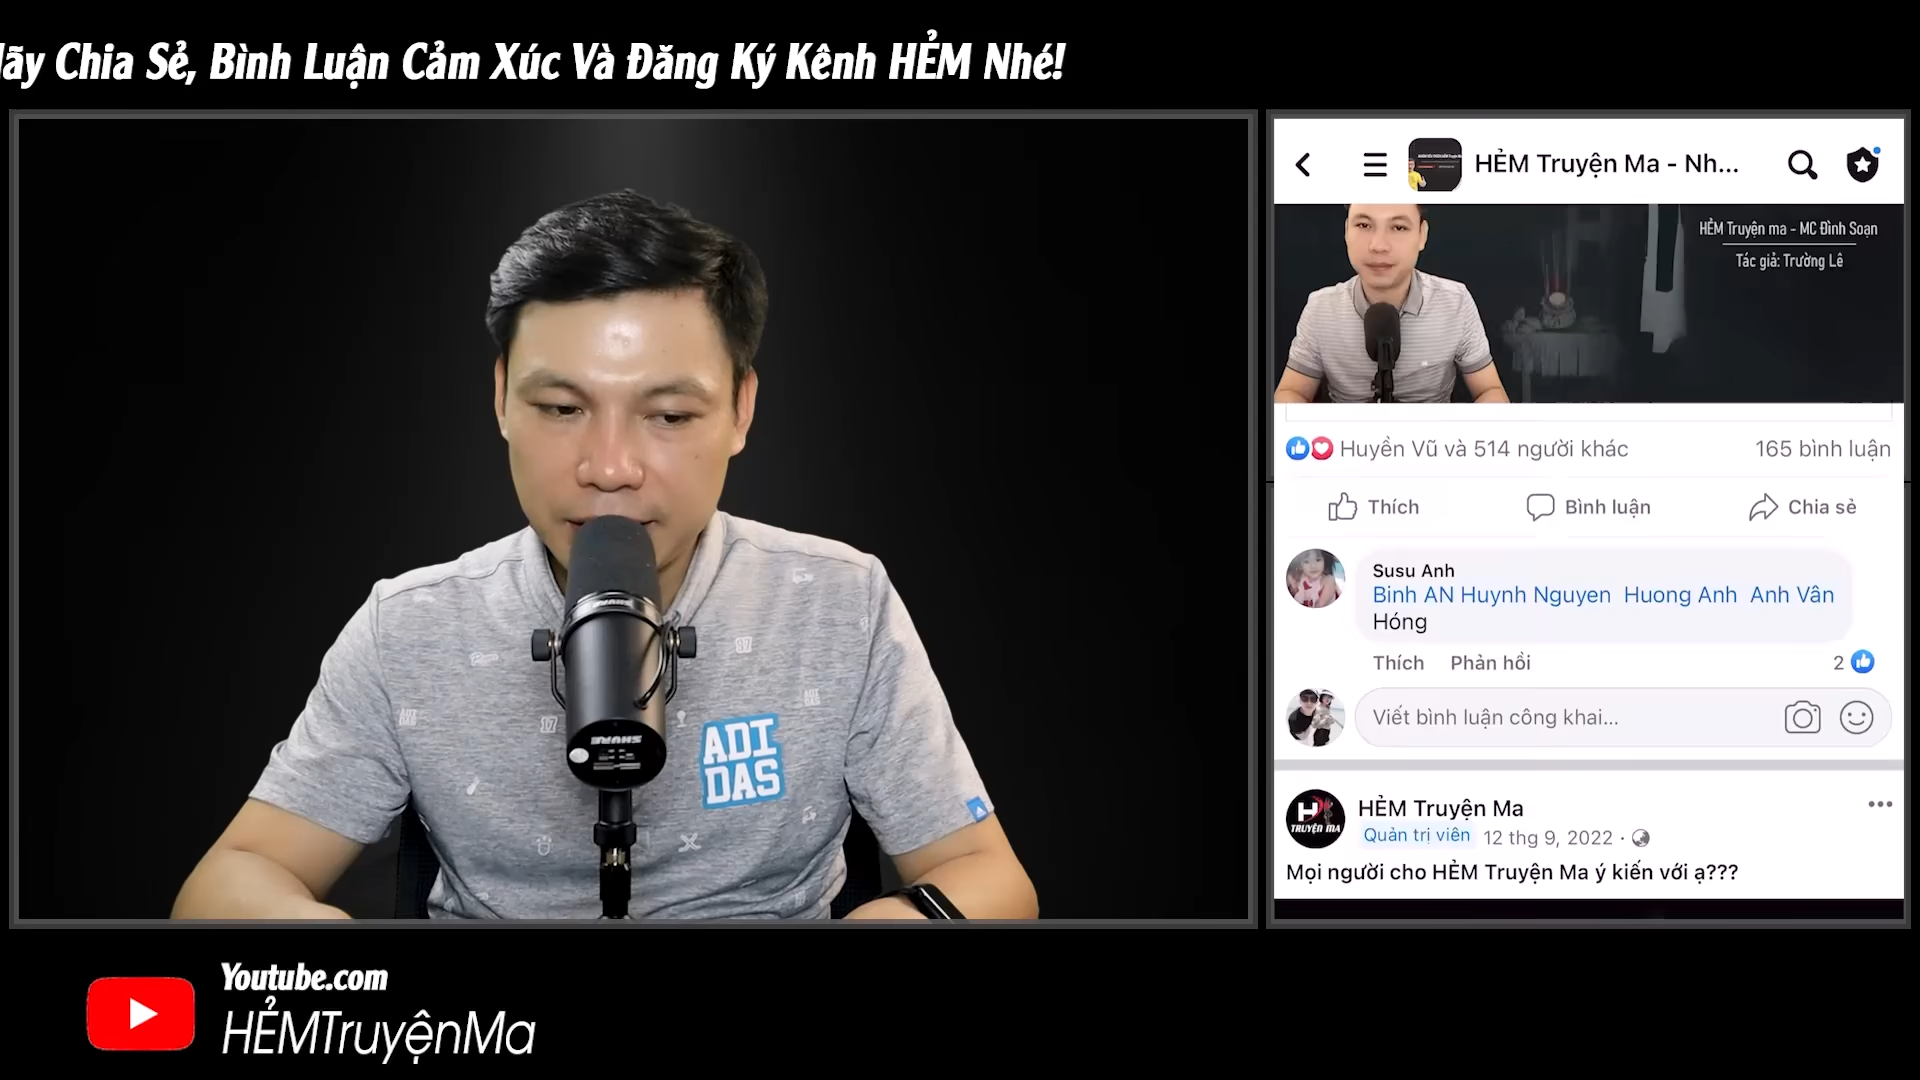 lãy Chia Sẻ, Bình Luận Cảm Xúc Và Đăng Ký Kênh HẺM Nhé!
HẺM Truyện Ma - Nh...
HẺM Truyện ma - MC Đình Soạn
Tác giả: Trường Lê
Huyền Vũ và 514 người khác
165 bình luận
Thích
Bình luận
Chia sẻ
Susu Anh
Binh AN Huynh Nguyen Huong Anh Anh Vân
Hóng
Thích
Phản hồi
2
Viết bình luận công khai...
HẺM Truyện Ma
Quản trị viên
12 thg 9, 2022
Mọi người cho HẺM Truyện Ma ý kiến với ạ???
H
TRUYỆN MA
ADI
DAS
SHURE
Youtube.com
HẺMTruyệnMa